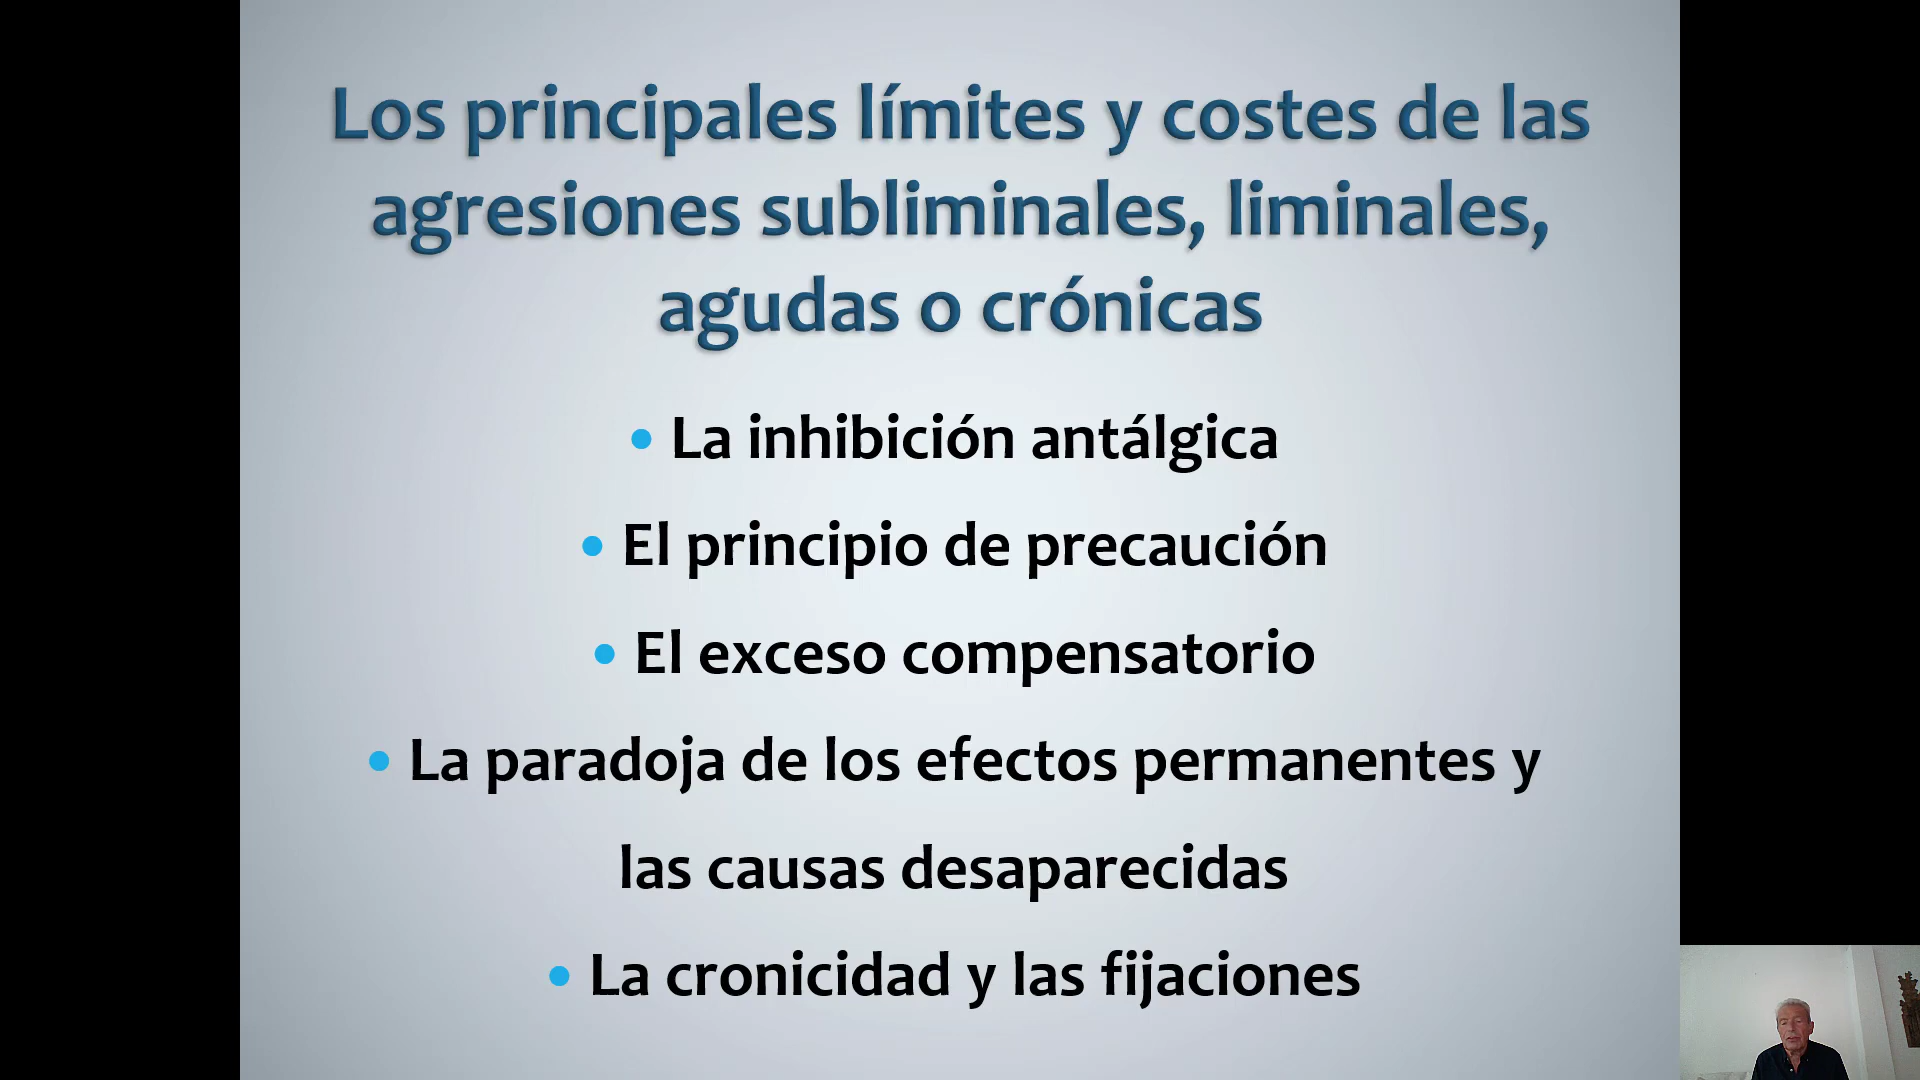 Los principales límites y costes de las
agresiones subliminales, liminales,
agudas o crónicas
• La inhibición antálgica
• El principio de precaución
• El exceso compensatorio
• La paradoja de los efectos permanentes y
las causas desaparecidas
• La cronicidad y las fijaciones